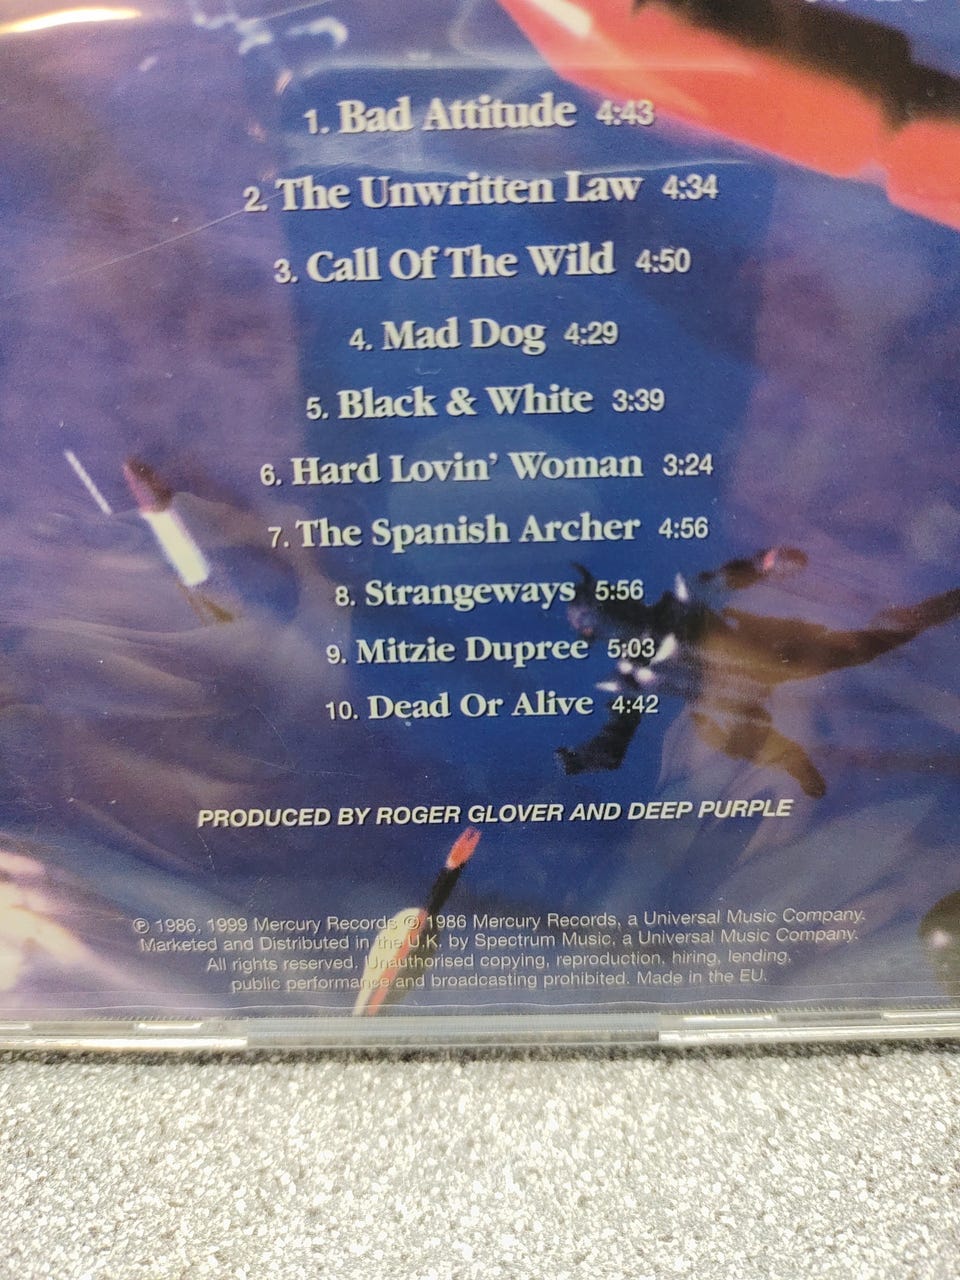 1. Bad Attitude 4:43
2. The Unwritten Law 4:34
3. Call Of The Wild 4:50
4. Mad Dog 4:29
5. Black & White 3:39
6. Hard Lovin' Woman 3:24
7. The Spanish Archer 4:56
8. Strangeways 5:56
9. Mitzie Dupree 5:03
10. Dead Or Alive 4:42
PRODUCED BY ROGER GLOVER AND DEEP PURPLE
℗ 1986, 1999 Mercury Records © 1986 Mercury Records, a Universal Music Company.
Marketed and Distributed in the U.K. by Spectrum Music, a Universal Music Company.
All rights reserved. Unauthorised copying, reproduction, hiring, lending,
public performance and broadcasting prohibited. Made in the EU.